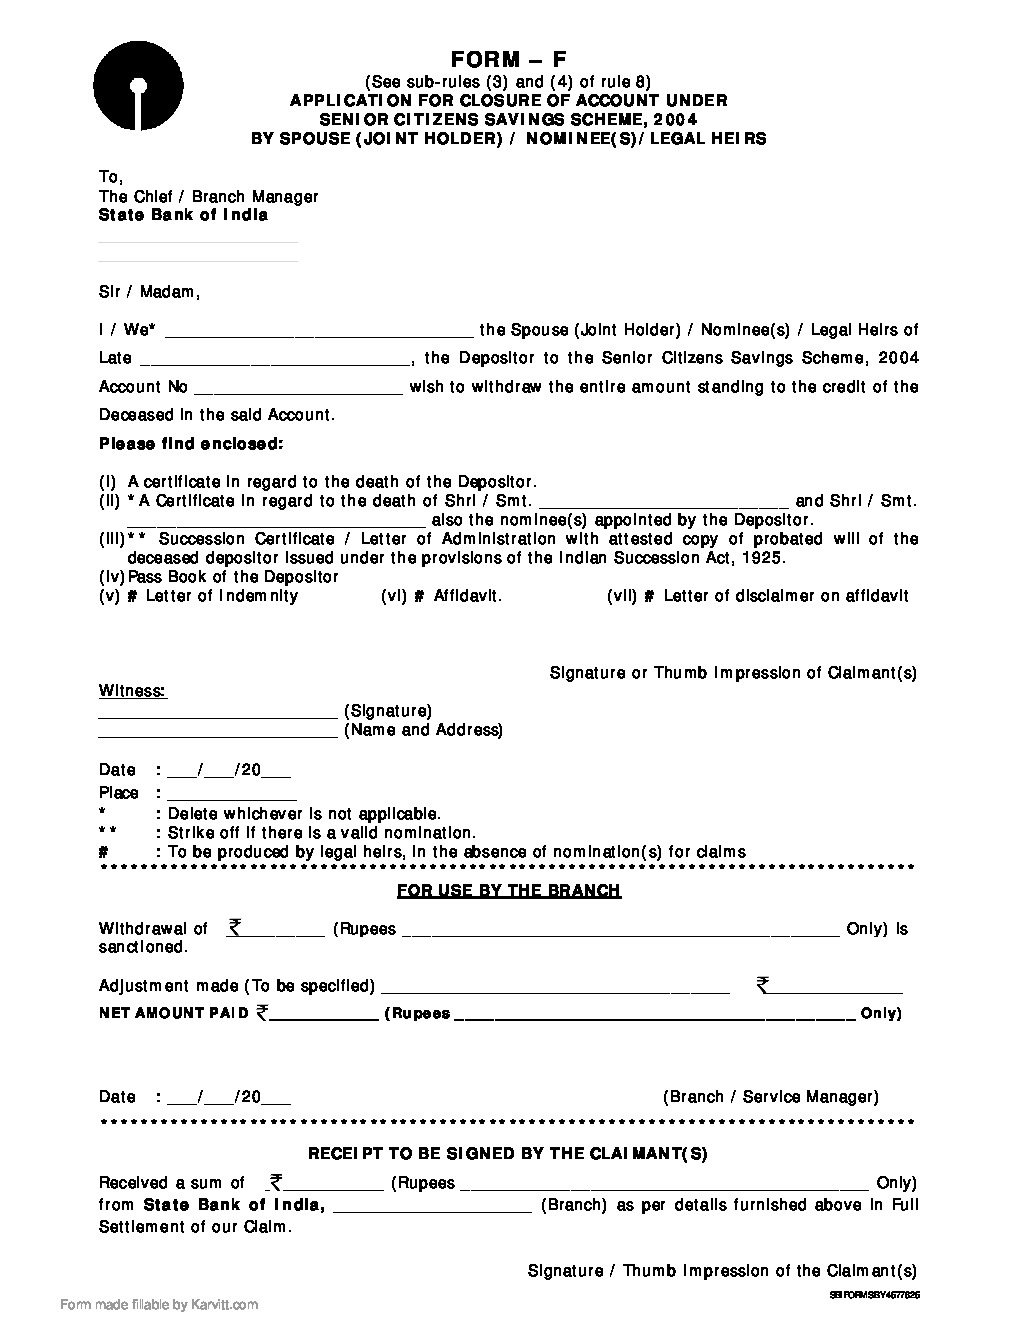 FORM – F
(See sub-rules (3) and (4) of rule 8)
APPLICATION FOR CLOSURE OF ACCOUNT UNDER
SENIOR CITIZENS SAVINGS SCHEME, 2004
BY SPOUSE (JOINT HOLDER) / NOMINEE(S)/ LEGAL HEIRS
To,
The Chief / Branch Manager
State Bank of India
Sir / Madam,
I / We* _______________________________ the Spouse (Joint Holder) / Nominee(s) / Legal Heirs of
Late ___________________________, the Depositor to the Senior Citizens Savings Scheme, 2004
Account No _____________________ wish to withdraw the entire amount standing to the credit of the
Deceased in the said Account.
Please find enclosed:
(i) A certificate in regard to the death of the Depositor.
(ii) * A Certificate in regard to the death of Shri / Smt. _________________________ and Shri / Smt.
______________________________ also the nominee(s) appointed by the Depositor.
(iii)** Succession Certificate / Letter of Administration with attested copy of probated will of the
deceased depositor issued under the provisions of the Indian Succession Act, 1925.
(iv) Pass Book of the Depositor
(v) # Letter of Indemnity (vi) # Affidavit. (vii) # Letter of disclaimer on affidavit
Signature or Thumb Impression of Claimant(s)
Witness:
________________________ (Signature)
________________________ (Name and Address)
Date : ___/___/20___
Place : _____________
* : Delete whichever is not applicable.
** : Strike off if there is a valid nomination.
# : To be produced by legal heirs, in the absence of nomination(s) for claims
FOR USE BY THE BRANCH
Withdrawal of ₹_________ (Rupees ____________________________________________ Only) is
sanctioned.
Adjustment made (To be specified) ___________________________________ ₹______________
NET AMOUNT PAID ₹___________ (Rupees ________________________________________ Only)
Date : ___/___/20___ (Branch / Service Manager)
RECEIPT TO BE SIGNED BY THE CLAIMANT(S)
Received a sum of ₹__________ (Rupees _________________________________________ Only)
from State Bank of India, ____________________ (Branch) as per details furnished above in Full
Settlement of our Claim.
Signature / Thumb Impression of the Claimant(s)
SBIFORMSBY4677626
Form made fillable by Karvitt.com